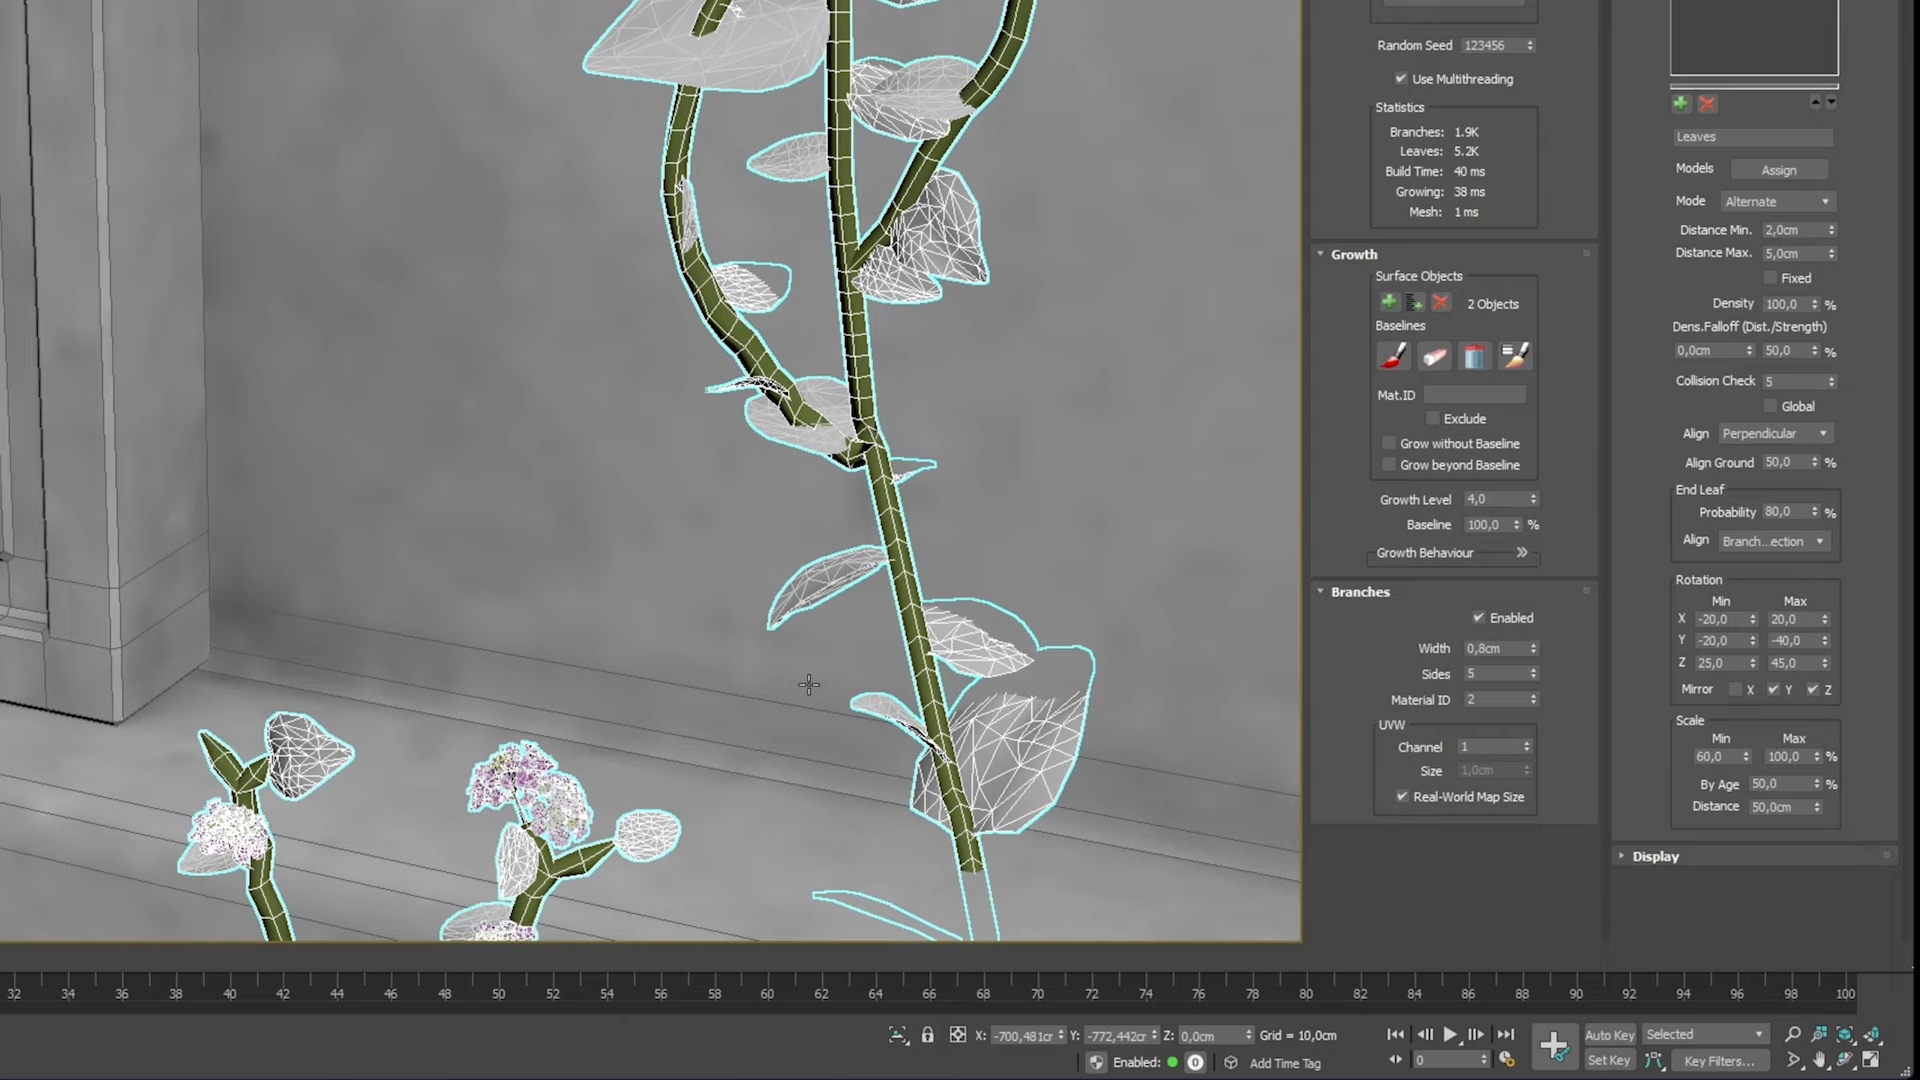 Random Seed 123456
Use Multithreading
Statistics
Branches: 1.9K
Leaves: 5.2K
Build Time: 40 ms
Growing: 38 ms
Mesh: 1 ms
Growth
Surface Objects
2 Objects
Baselines
Mat.ID
Exclude
Grow without Baseline
Grow beyond Baseline
Growth Level 4,0
Baseline 100,0 %
Growth Behaviour
Branches
Enabled
Width 0,8cm
Sides 5
Material ID 2
UVW
Channel 1
Size 1,0cm
Real-World Map Size
Leaves
Models Assign
Mode Alternate
Distance Min. 2,0cm
Distance Max. 5,0cm
Fixed
Density 100,0 %
Dens.Falloff (Dist./Strength)
0,0cm 50,0 %
Collision Check 5
Global
Align Perpendicular
Align Ground 50,0 %
End Leaf
Probability 80,0 %
Align Branch...ection
Rotation
Min Max
X -20,0 20,0
Y -20,0 -40,0
Z 25,0 45,0
Mirror X Y Z
Scale
Min Max
60,0 100,0 %
By Age 50,0 %
Distance 50,0cm
Display
32 34 36 38 40 42 44 46 48 50 52 54 56 58 60 62 64 66 68 70 72 74 76 78 80 82 84 86 88 90 92 94 96 98 100
X: -700,481cr Y: -772,442cr Z: 0,0cm Grid = 10,0cm
Auto Key Selected
Enabled: 0 Add Time Tag
0
Set Key Key Filters...